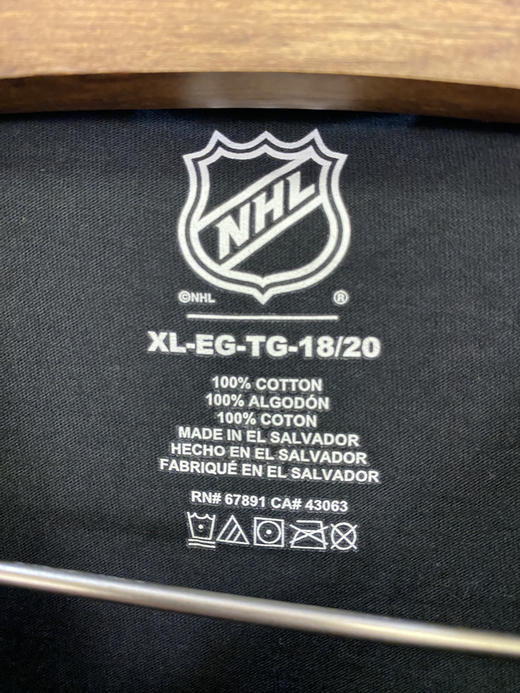 NHL
©NHL ®
XL-EG-TG-18/20
100% COTTON
100% ALGODÓN
100% COTON
MADE IN EL SALVADOR
HECHO EN EL SALVADOR
FABRIQUÉ EN EL SALVADOR
RN# 67891 CA# 43063